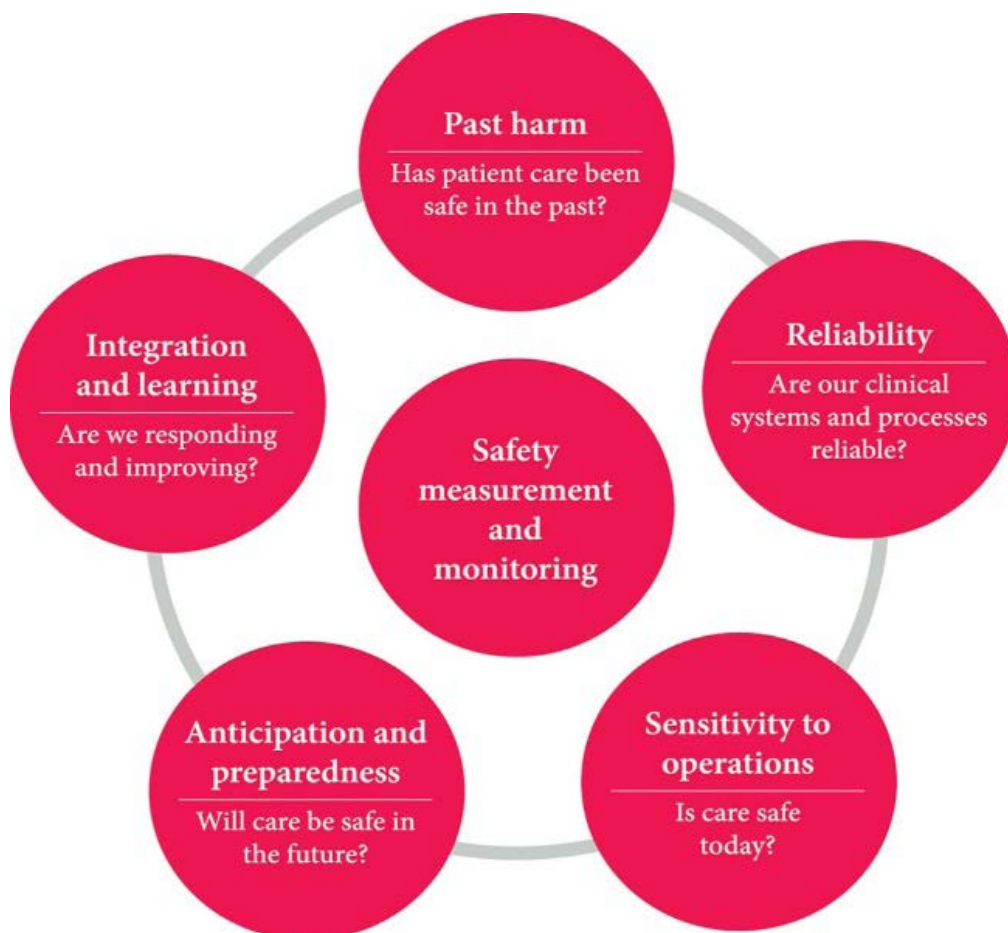 Past harm
Has patient care been
safe in the past?
Reliability
Are our clinical
systems and processes
reliable?
Sensitivity to
operations
Is care safe
today?
Anticipation and
preparedness
Will care be safe in
the future?
Integration
and learning
Are we responding
and improving?
Safety
measurement
and
monitoring